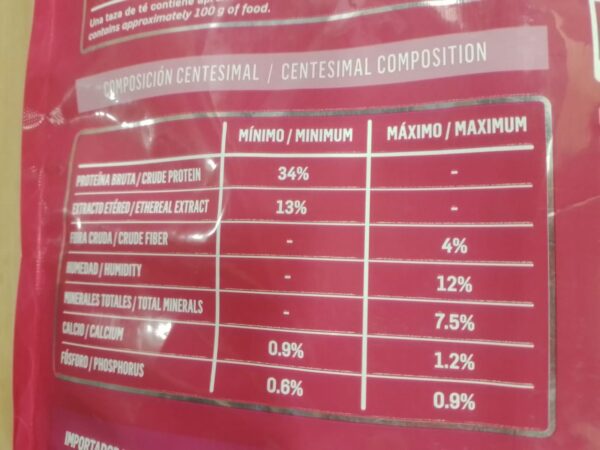 Una taza de té contiene
contains approximately 100 g of food.
COMPOSICIÓN CENTESIMAL / CENTESIMAL COMPOSITION
MÍNIMO / MINIMUM MÁXIMO / MAXIMUM
PROTEÍNA BRUTA / CRUDE PROTEIN 34% -
EXTRACTO ETÉREO / ETHEREAL EXTRACT 13% -
FIBRA CRUDA / CRUDE FIBER - 4%
HUMEDAD / HUMIDITY - 12%
MINERALES TOTALES / TOTAL MINERALS - 7.5%
CALCIO / CALCIUM 0.9% 1.2%
FÓSFORO / PHOSPHORUS 0.6% 0.9%